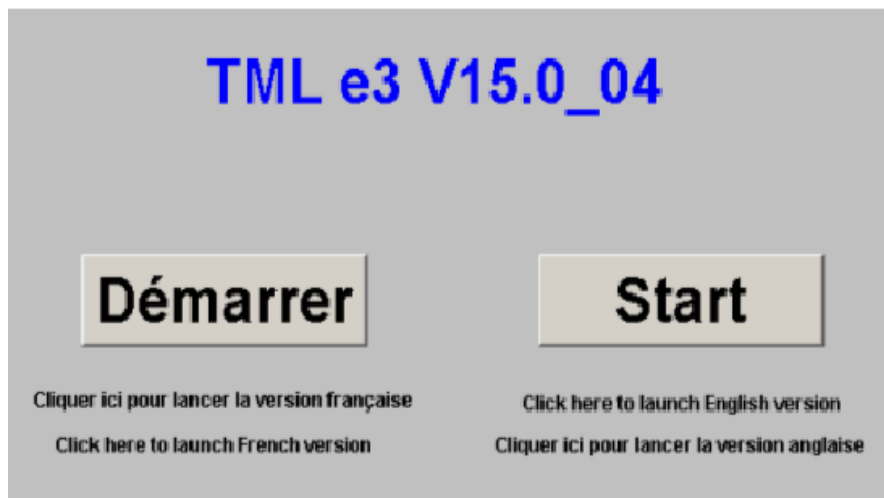 TML e3 V15.0_04
Démarrer
Start
Cliquer ici pour lancer la version française
Click here to launch French version
Click here to launch English version
Cliquer ici pour lancer la version anglaise